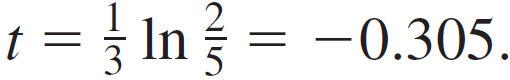 t = 1/3 ln 2/5 = −0.305.